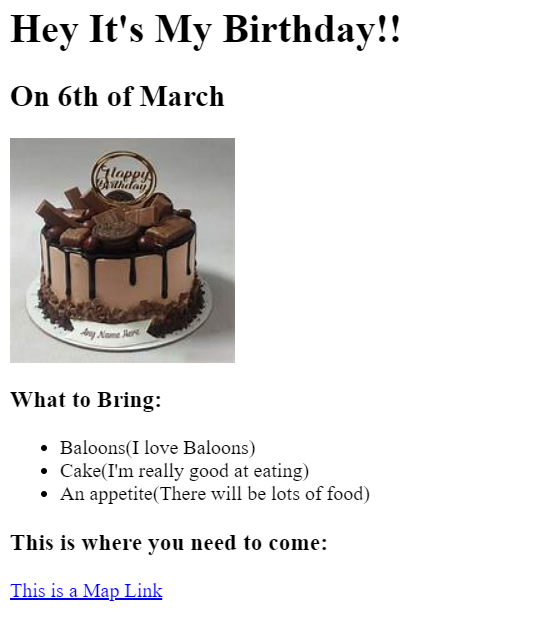 Hey It's My Birthday!!
On 6th of March
Happy
Birthday
Any Name Here
What to Bring:
Baloons(I love Baloons)
Cake(I'm really good at eating)
An appetite(There will be lots of food)
This is where you need to come:
This is a Map Link